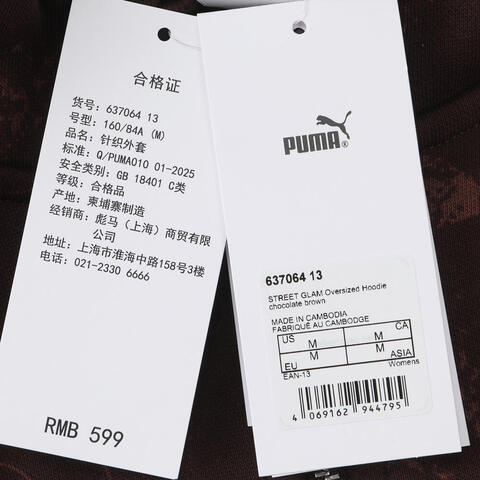 合格证
货号: 637064 13
号型: 160/84A (M)
品名: 针织外套
标准: Q/PUMA010 01-2025
安全类别: GB 18401 C类
等级: 合格品
产地: 柬埔寨制造
经销商: 彪马(上海)商贸有限
公司
地址: 上海市淮海中路158号3楼
电话: 021-2330 6666
RMB 599
PUMA®
637064 13
STREET GLAM Oversized Hoodie
chocolate brown
MADE IN CAMBODIA
FABRIQUÉ AU CAMBODGE
US M M CA
EU M M ASIA
EAN-13 Womens
4 069162 944795